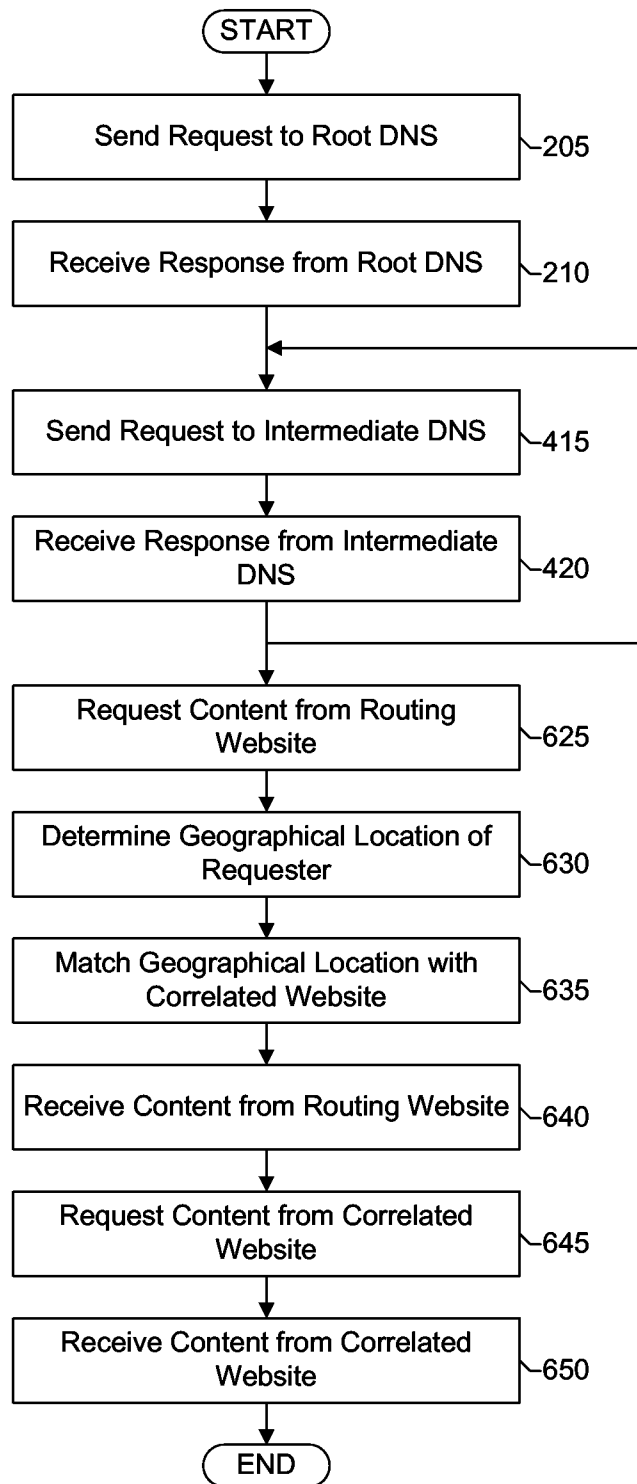 START
Send Request to Root DNS
205
Receive Response from Root DNS
210
Send Request to Intermediate DNS
415
Receive Response from Intermediate
DNS
420
Request Content from Routing
Website
625
Determine Geographical Location of
Requester
630
Match Geographical Location with
Correlated Website
635
Receive Content from Routing Website
640
Request Content from Correlated
Website
645
Receive Content from Correlated
Website
650
END